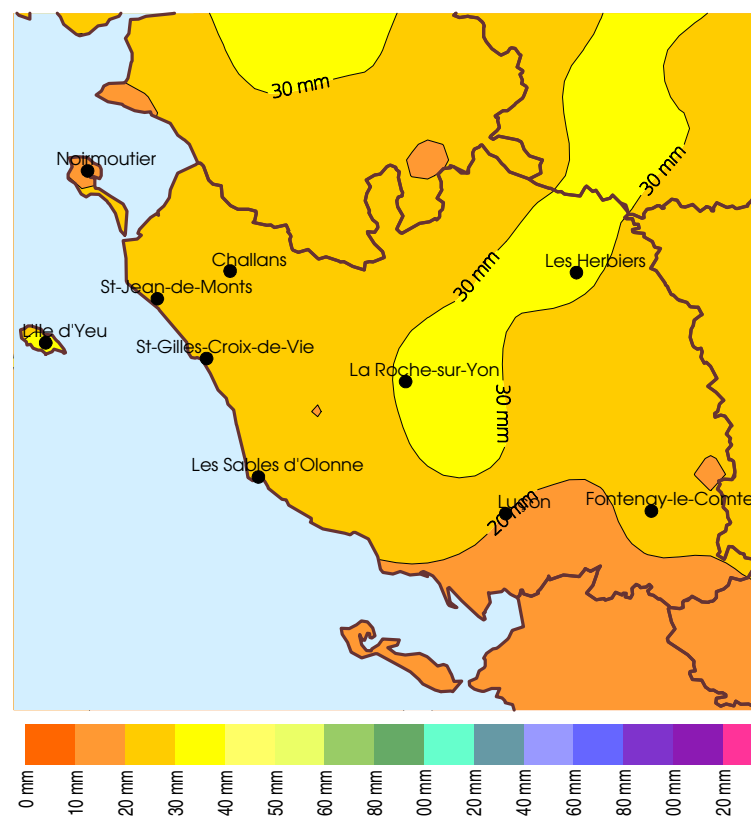 30 mm
Noirmoutier
30 mm
Challans
30 mm
Les Herbiers
St-Jean-de-Monts
L'Ile d'Yeu
St-Gilles-Croix-de-Vie
La Roche-sur-Yon
30 mm
Les Sables d'Olonne
20 mm
Luçon
Fontenay-le-Comte
0 mm
10 mm
20 mm
30 mm
40 mm
50 mm
60 mm
80 mm
00 mm
20 mm
40 mm
60 mm
80 mm
00 mm
20 mm